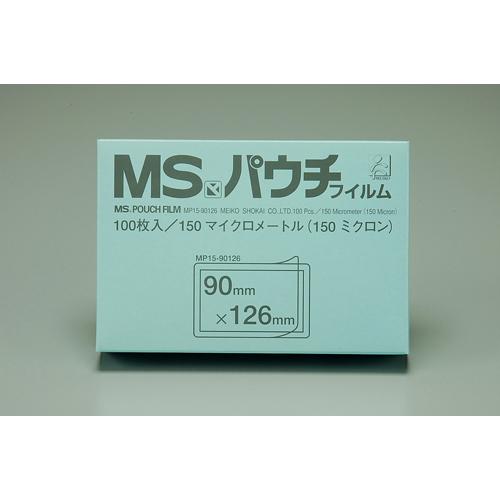 MS パウチフィルム
MS POUCH FILM MP15-90126 MEIKO SHOKAI CO.,LTD.100 Pcs.／150 Micrometer (150 Micron)
100枚入／150 マイクロメートル(150 ミクロン)
MP15-90126
90mm
×126mm